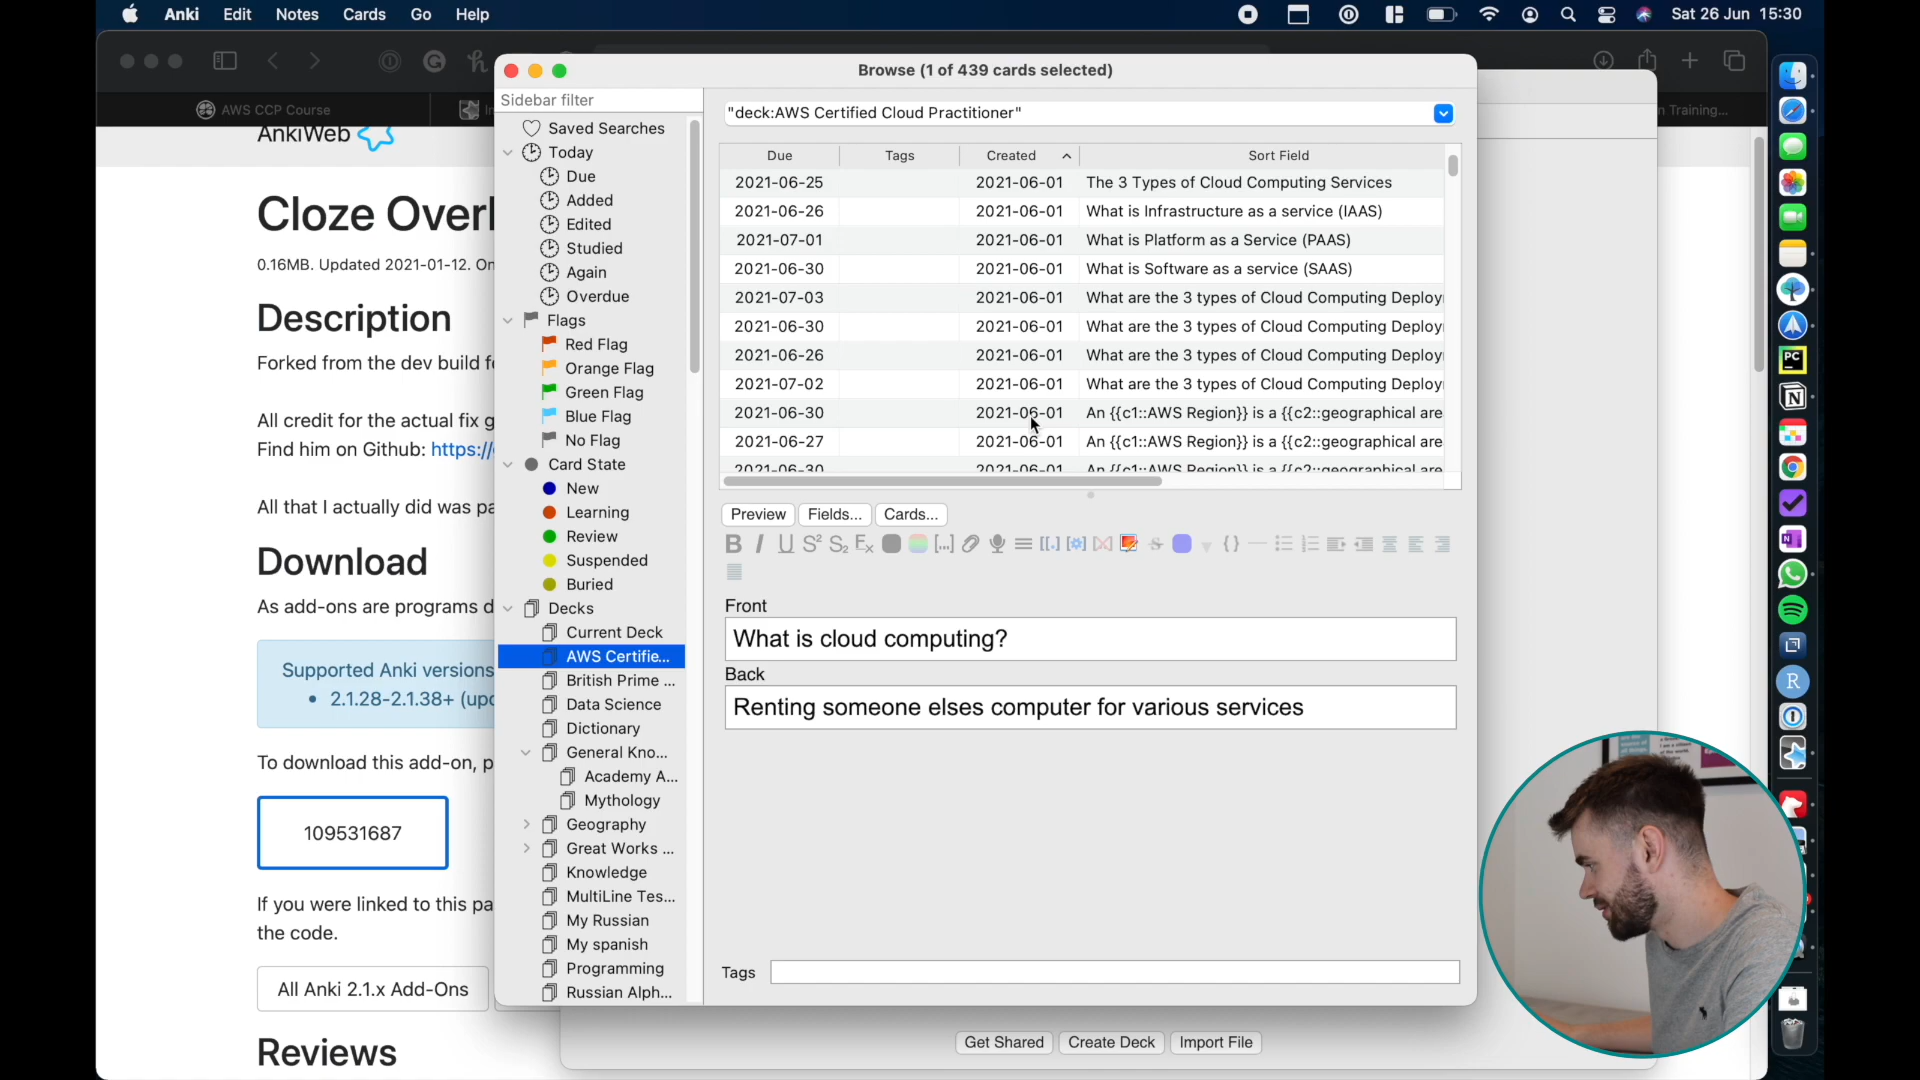 Anki Edit Notes Cards Go Help
Sat 26 Jun 15:30
AWS CCP Course
n Training...
AnkiWeb
Cloze Overl
0.16MB. Updated 2021-01-12. On
Description
Forked from the dev build f
All credit for the actual fix g
Find him on Github: https://
All that I actually did was pa
Download
As add-ons are programs d
Supported Anki versions
• 2.1.28-2.1.38+ (upd
To download this add-on, p
109531687
If you were linked to this pa
the code.
All Anki 2.1.x Add-Ons
Reviews
Browse (1 of 439 cards selected)
Sidebar filter
Saved Searches
Today
Due
Added
Edited
Studied
Again
Overdue
Flags
Red Flag
Orange Flag
Green Flag
Blue Flag
No Flag
Card State
New
Learning
Review
Suspended
Buried
Decks
Current Deck
AWS Certifie...
British Prime ...
Data Science
Dictionary
General Kno...
Academy A...
Mythology
Geography
Great Works ...
Knowledge
MultiLine Tes...
My Russian
My spanish
Programming
Russian Alph...
"deck:AWS Certified Cloud Practitioner"
Due Tags Created Sort Field
2021-06-25 2021-06-01 The 3 Types of Cloud Computing Services
2021-06-26 2021-06-01 What is Infrastructure as a service (IAAS)
2021-07-01 2021-06-01 What is Platform as a Service (PAAS)
2021-06-30 2021-06-01 What is Software as a service (SAAS)
2021-07-03 2021-06-01 What are the 3 types of Cloud Computing Deploy
2021-06-30 2021-06-01 What are the 3 types of Cloud Computing Deploy
2021-06-26 2021-06-01 What are the 3 types of Cloud Computing Deploy
2021-07-02 2021-06-01 What are the 3 types of Cloud Computing Deploy
2021-06-30 2021-06-01 An {{c1::AWS Region}} is a {{c2::geographical are
2021-06-27 2021-06-01 An {{c1::AWS Region}} is a {{c2::geographical are
2021-06-30 2021-06-01 An {{c1::AWS Region}} is a {{c2::geographical are
Preview Fields... Cards...
Front
What is cloud computing?
Back
Renting someone elses computer for various services
Tags
Get Shared Create Deck Import File